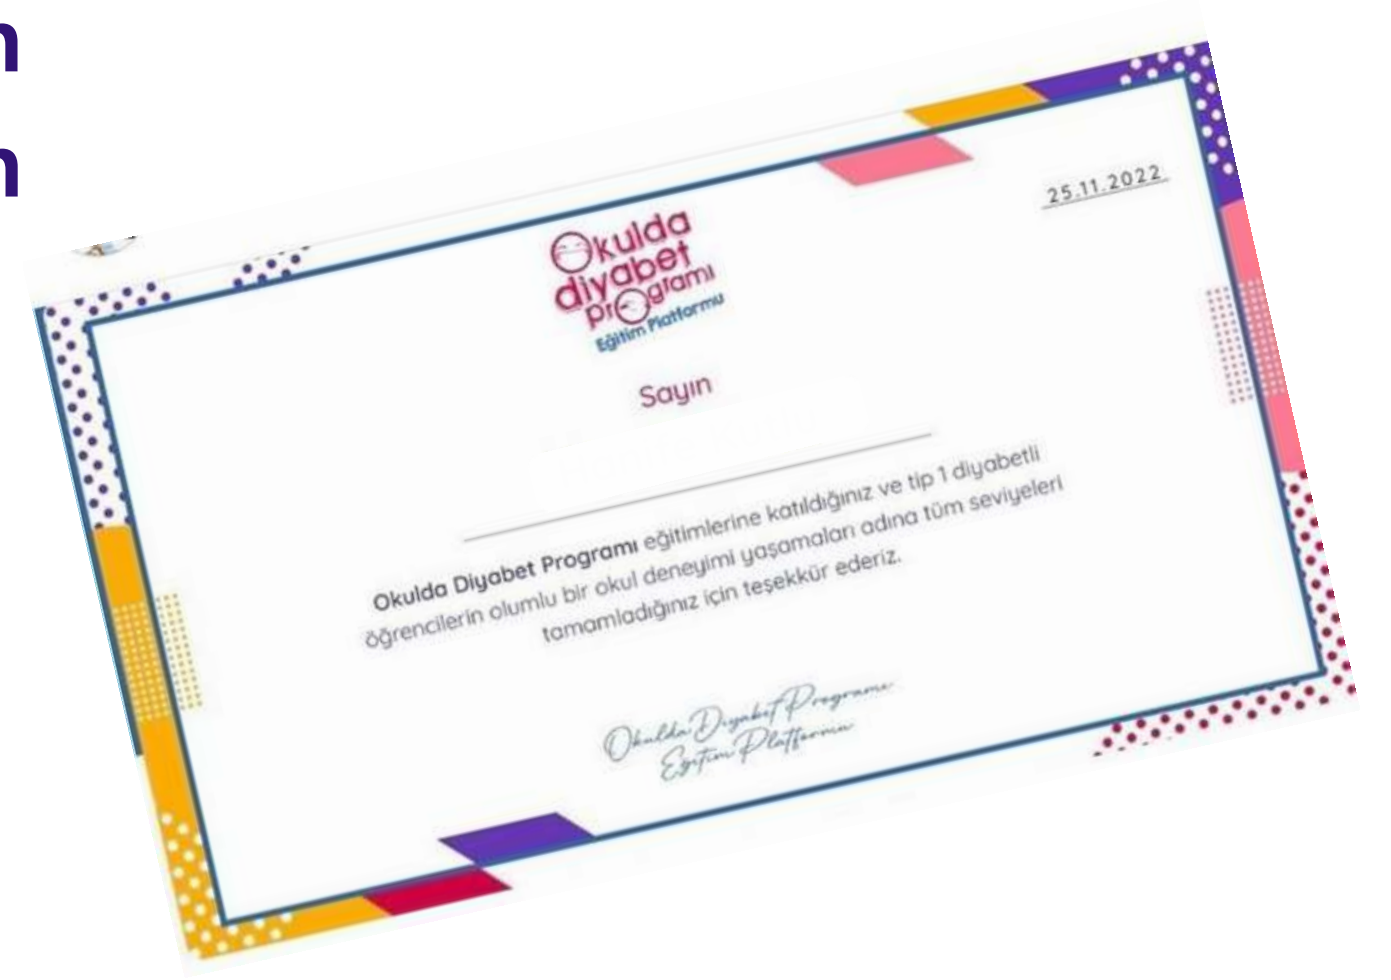 n
n
25.11.2022
Okulda
diyabet
programı
Eğitim Platformu
Sayın
Okulda Diyabet Programı eğitimlerine katıldığınız ve tip 1 diyabetli
öğrencilerin olumlu bir okul deneyimi yaşamaları adına tüm seviyeleri
tamamladığınız için teşekkür ederiz.
Okulda Diyabet Programı
Eğitim Platformu